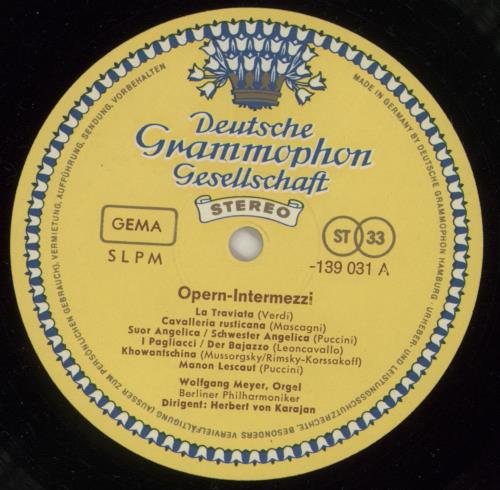 Deutsche
Grammophon
Gesellschaft
STEREO
GEMA
SLPM
ST 33
-139 031 A
Opern-Intermezzi
La Traviata (Verdi)
Cavalleria rusticana (Mascagni)
Suor Angelica / Schwester Angelica (Puccini)
I Pagliacci / Der Bajazzo (Leoncavallo)
Khowantschina (Mussorgsky/Rimsky-Korssakoff)
Manon Lescaut (Puccini)
Wolfgang Meyer, Orgel
Berliner Philharmoniker
Dirigent: Herbert von Karajan
MADE IN GERMANY BY DEUTSCHE GRAMMOPHON HAMBURG · URHEBER- UND LEISTUNGSSCHUTZRECHTE, BESONDERS VERVIELFÄLTIGUNG (AUSSER ZUM PERSÖNLICHEN GEBRAUCH), VERMIETUNG, AUFFÜHRUNG, SENDUNG, VORBEHALTEN